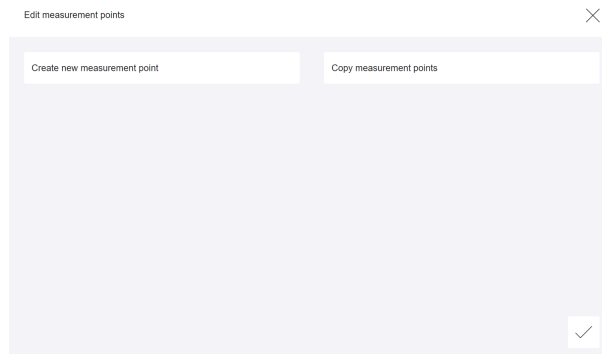 Edit measurement points
Create new measurement point
Copy measurement points